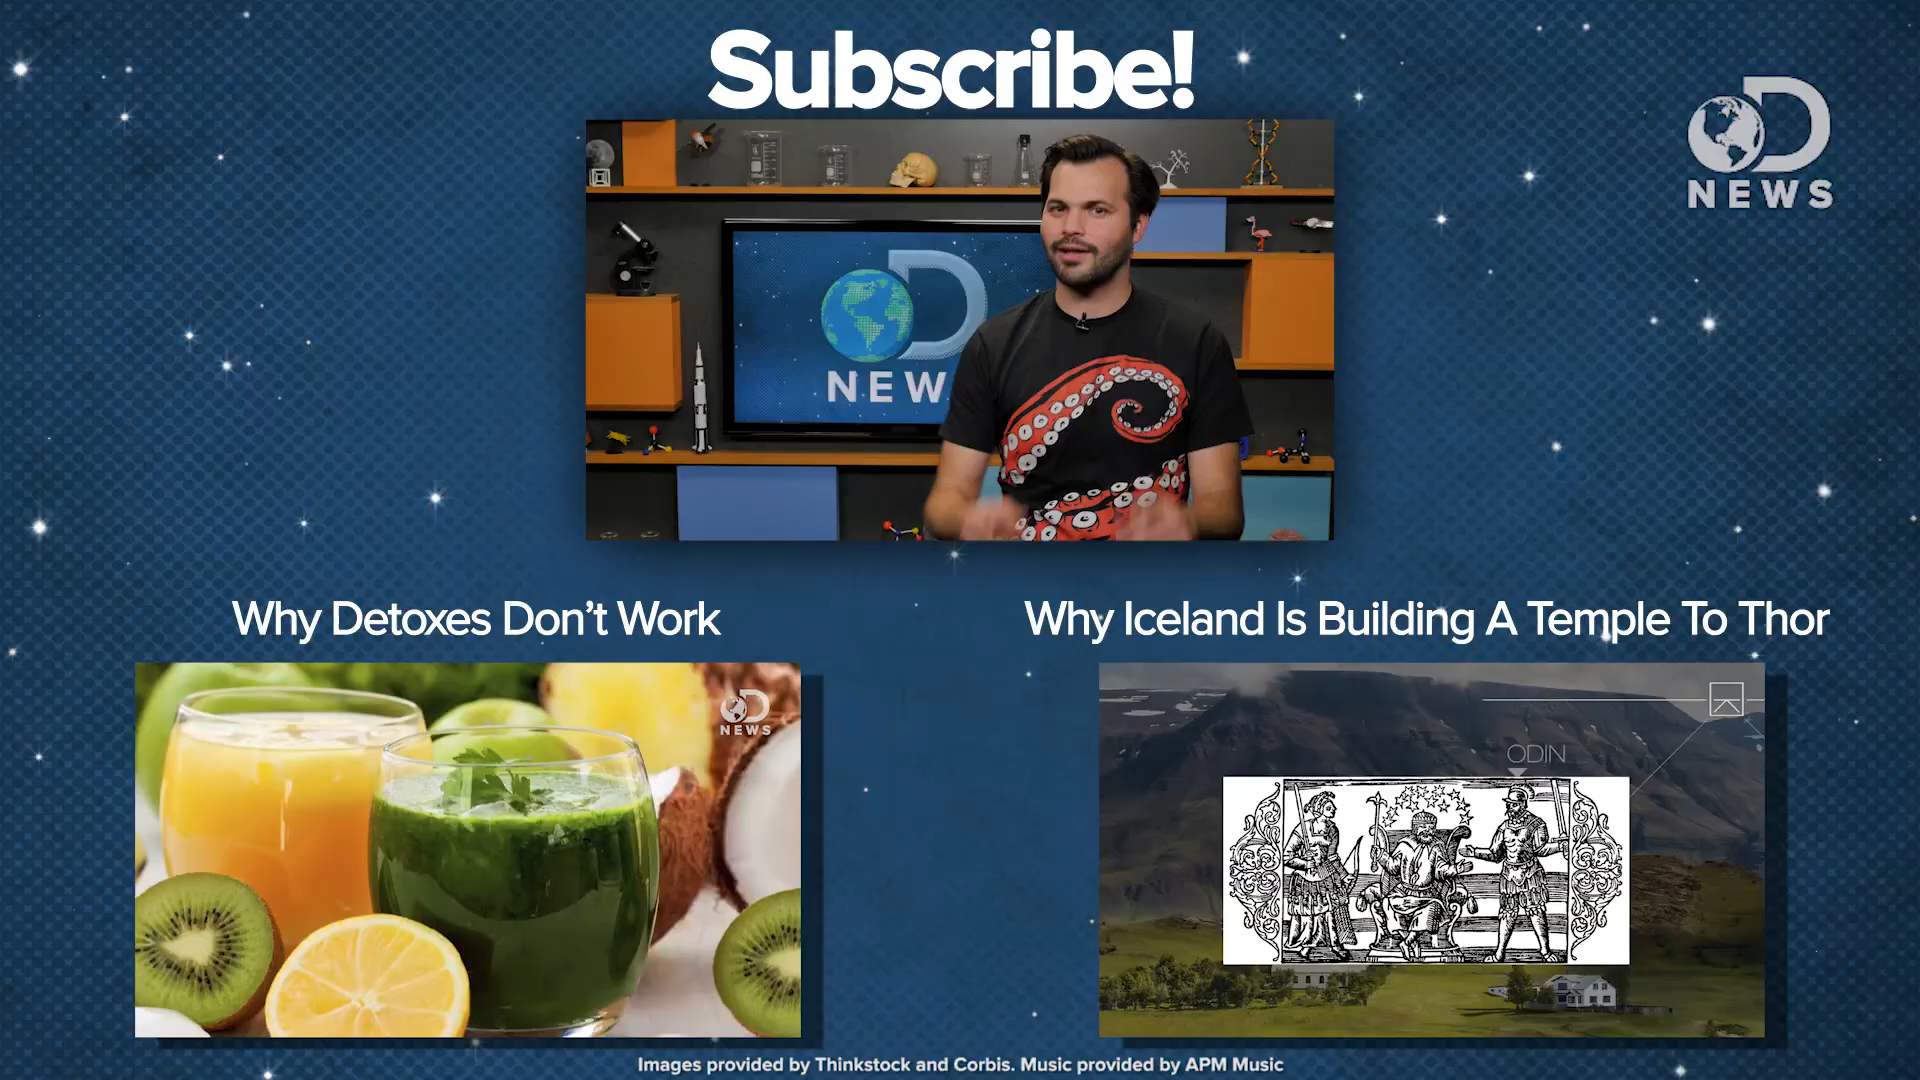 Subscribe!
NEWS
NEW
Why Detoxes Don't Work
Why Iceland Is Building A Temple To Thor
NEWS
ODIN
Images provided by Thinkstock and Corbis. Music provided by APM Music